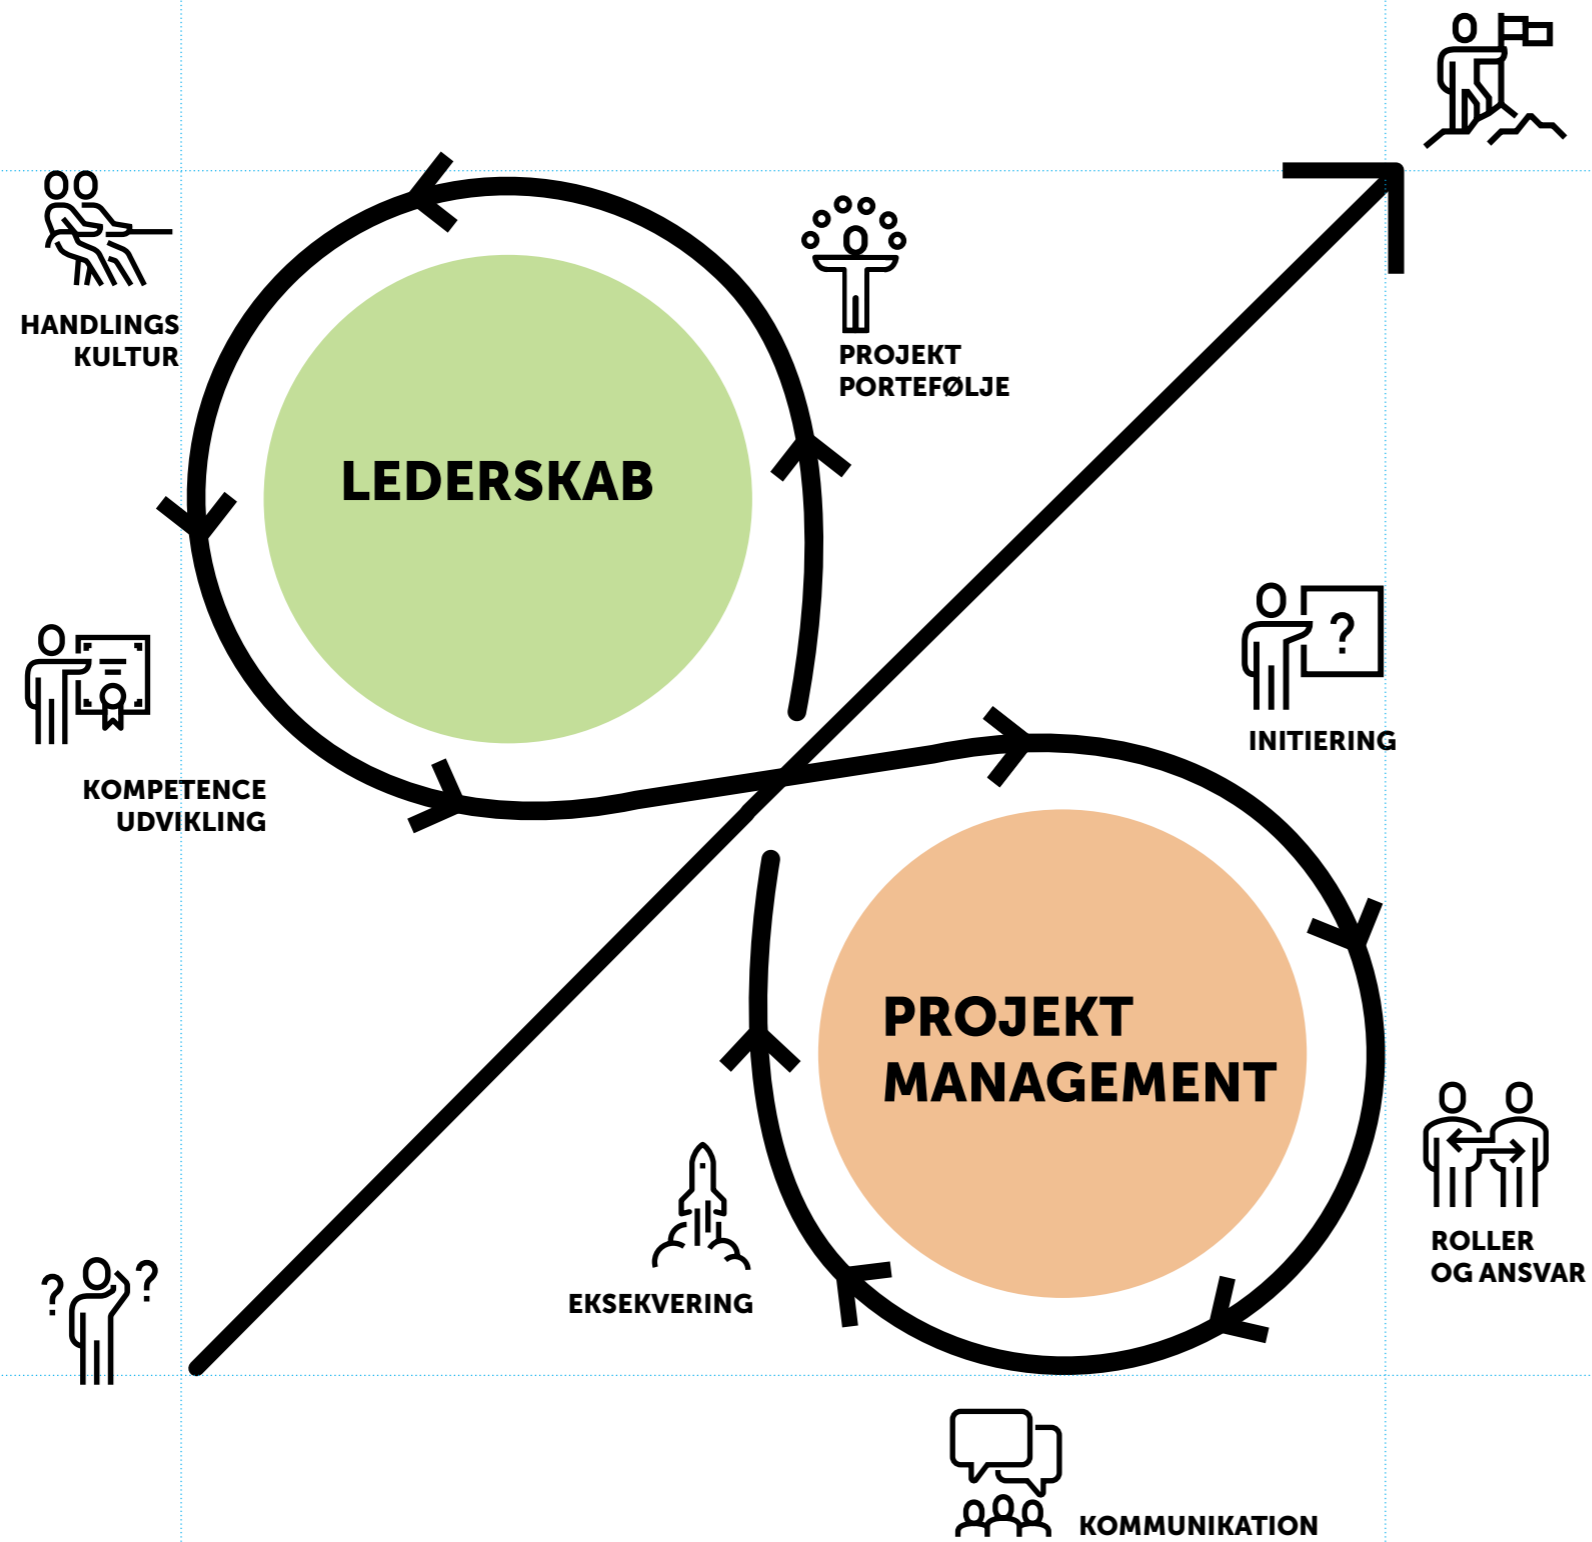 HANDLINGS
KULTUR
PROJEKT
PORTEFØLJE
LEDERSKAB
?
INITIERING
KOMPETENCE
UDVIKLING
PROJEKT
MANAGEMENT
ROLLER
OG ANSVAR
EKSEKVERING
? ?
KOMMUNIKATION